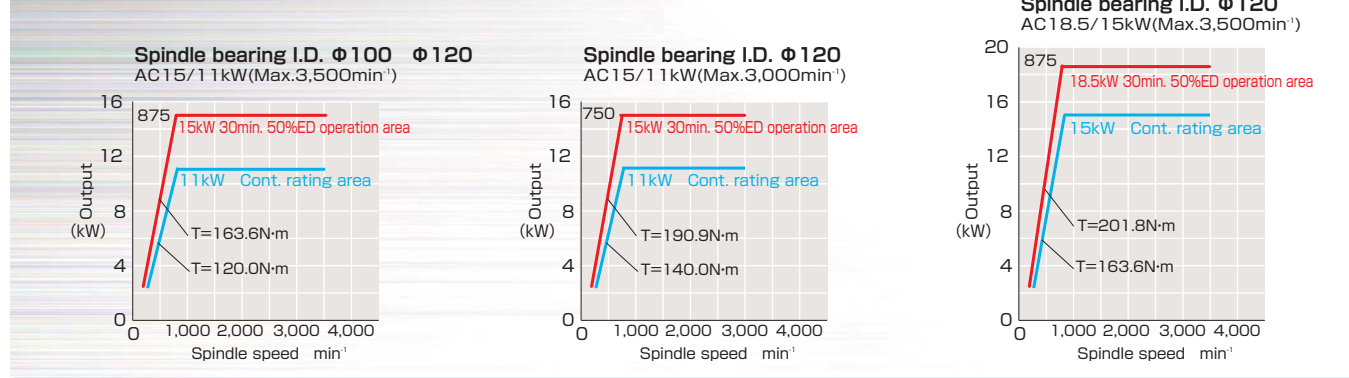 Spindle bearing I.D. Φ100 Φ120
AC15/11kW(Max.3,500min⁻¹)
16
875
15kW 30min. 50%ED operation area
12
11kW Cont. rating area
Output
(kW)
8
T=163.6N·m
4
T=120.0N·m
0
0 1,000 2,000 3,000 4,000
Spindle speed min⁻¹
Spindle bearing I.D. Φ120
AC15/11kW(Max.3,000min⁻¹)
16
750
15kW 30min. 50%ED operation area
12
11kW Cont. rating area
Output
(kW)
8
T=190.9N·m
4
T=140.0N·m
0
0 1,000 2,000 3,000 4,000
Spindle speed min⁻¹
Spindle bearing I.D. Φ120
AC18.5/15kW(Max.3,500min⁻¹)
20
875
18.5kW 30min. 50%ED operation area
16
15kW Cont. rating area
12
Output
(kW)
8
T=201.8N·m
4
T=163.6N·m
0
0 1,000 2,000 3,000 4,000
Spindle speed min⁻¹